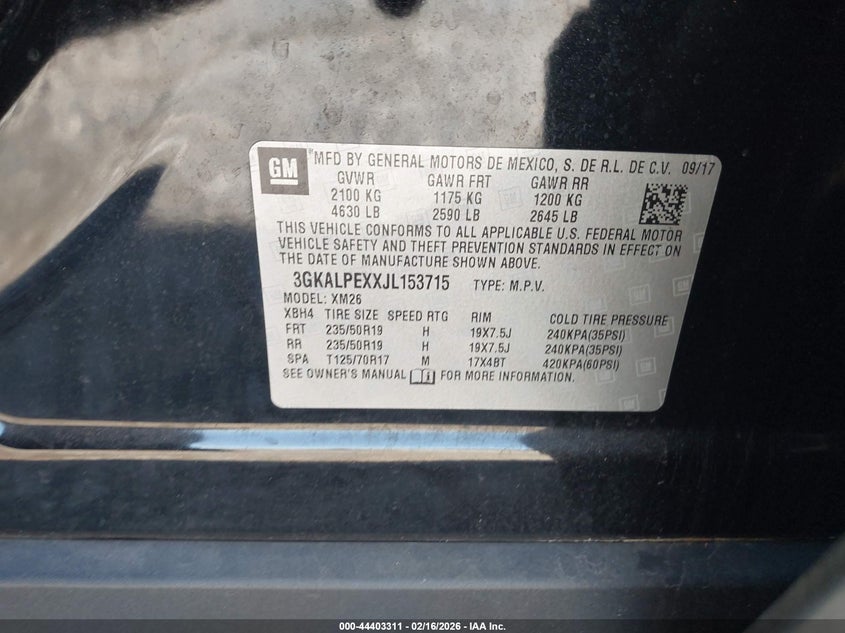 GM
MFD BY GENERAL MOTORS DE MEXICO, S. DE R.L. DE C.V. 09/17
GVWR GAWR FRT GAWR RR
2100 KG 1175 KG 1200 KG
4630 LB 2590 LB 2645 LB
THIS VEHICLE CONFORMS TO ALL APPLICABLE U.S. FEDERAL MOTOR
VEHICLE SAFETY AND THEFT PREVENTION STANDARDS IN EFFECT ON
THE DATE OF MANUFACTURE SHOWN ABOVE.
3GKALPEXXJL153715 TYPE: M.P.V.
MODEL: XM26
XBH4 TIRE SIZE SPEED RTG RIM COLD TIRE PRESSURE
FRT 235/50R19 H 19X7.5J 240KPA(35PSI)
RR 235/50R19 H 19X7.5J 240KPA(35PSI)
SPA T125/70R17 M 17X4BT 420KPA(60PSI)
SEE OWNER'S MANUAL FOR MORE INFORMATION.
000-44403311 - 02/16/2026 - IAA Inc.